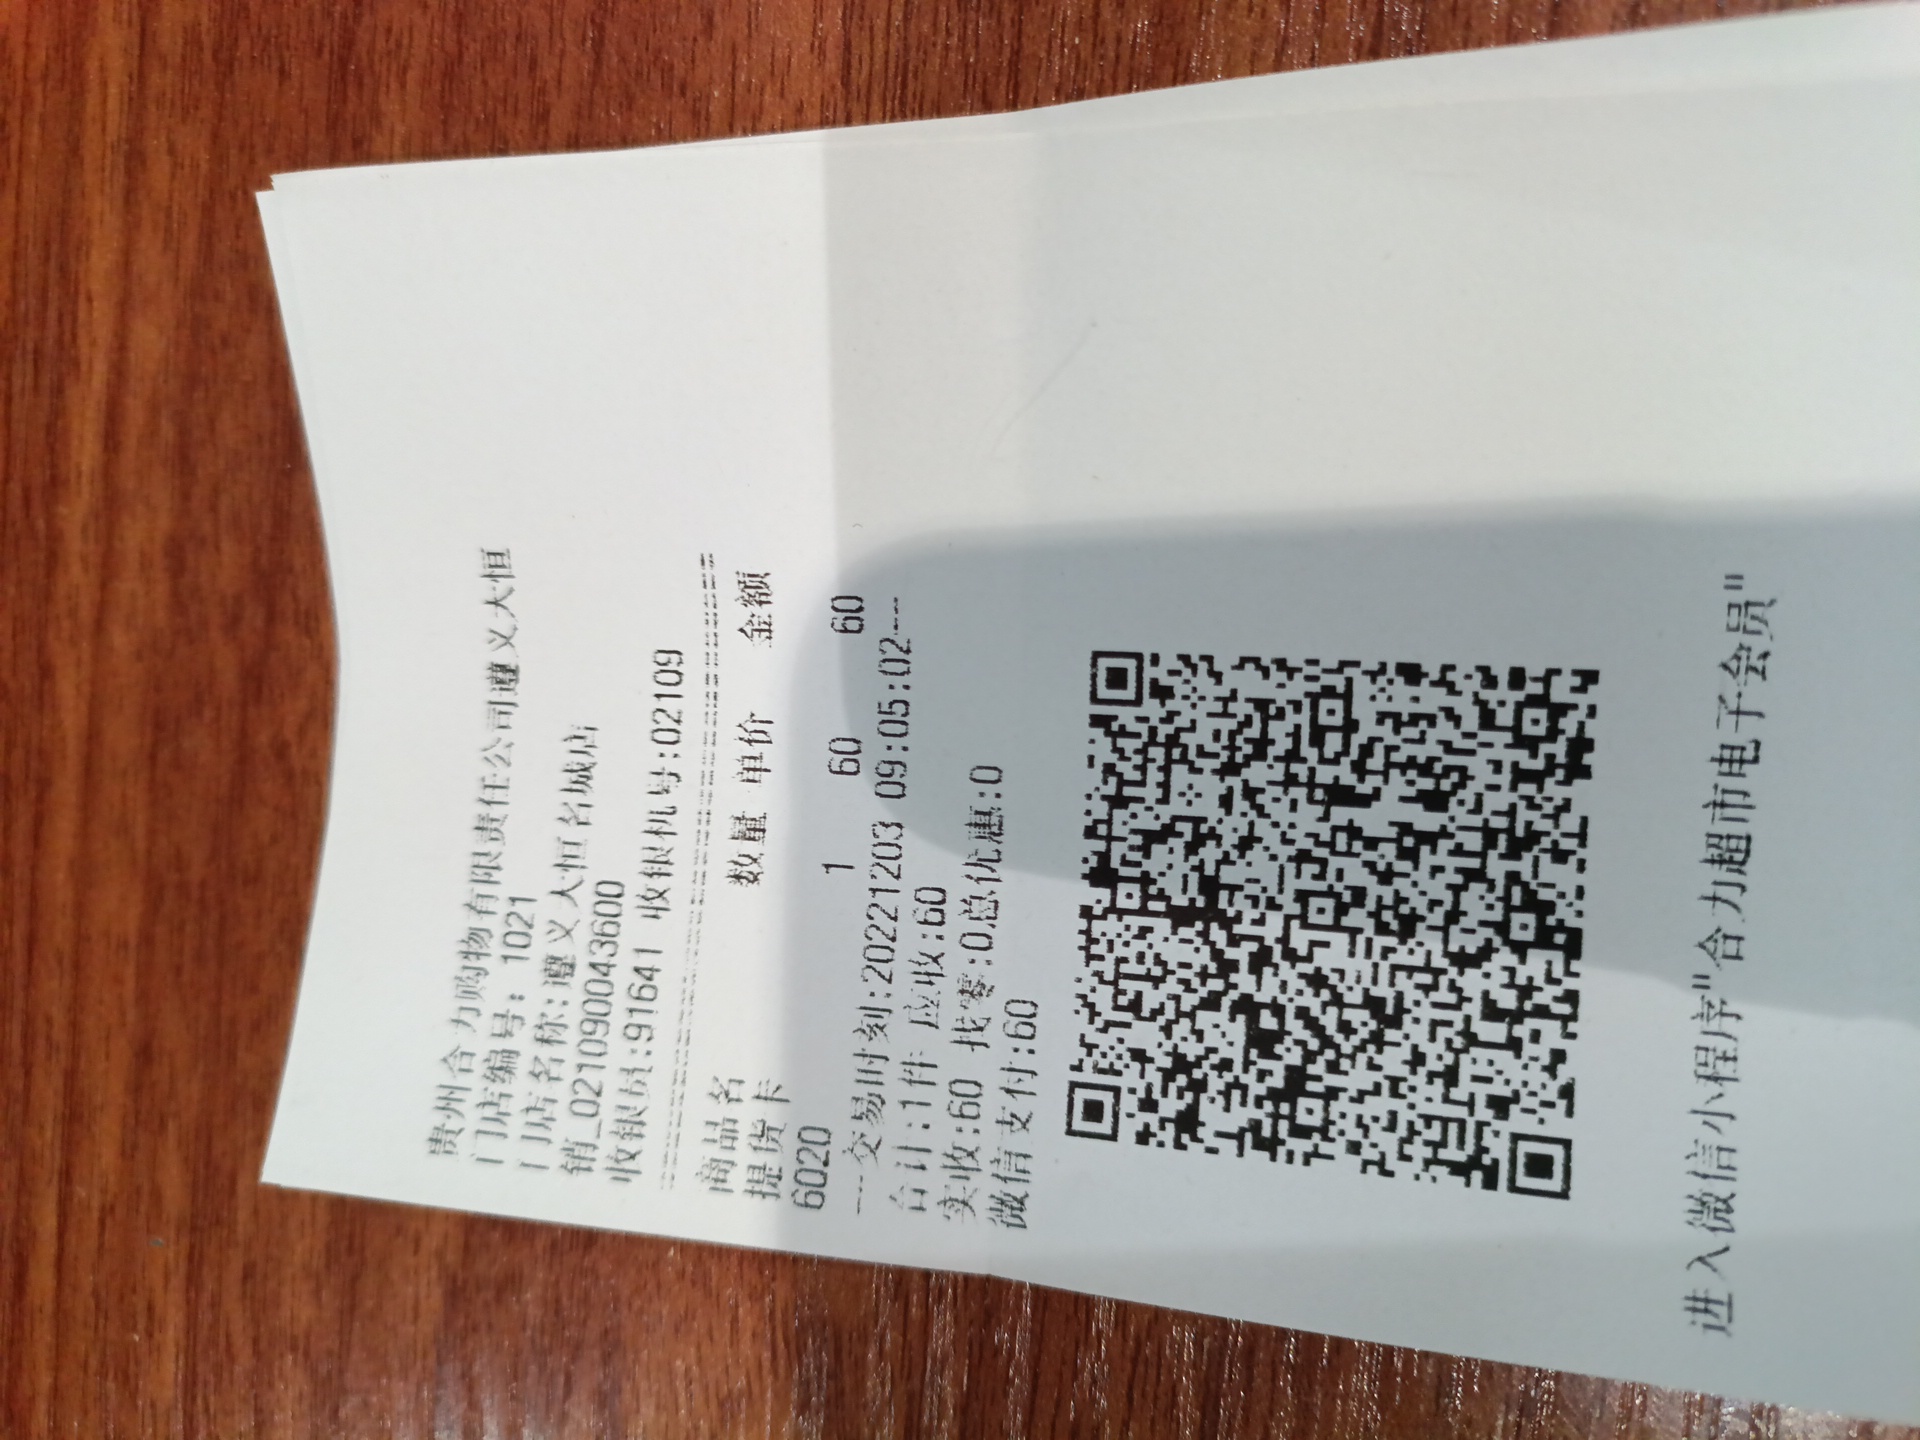 贵州合力购物有限责任公司遵义大恒
门店编号: 1021
门店名称:遵义大恒名城店
销_02109004​3600
收银员:91641 收银机号:02109
商品名 数量 单价 金额
提货卡
6020 1 60 60
---交易时刻:20221203 09:05:02---
合计:1件 应收:60
实收:60 找零:0总优惠:0
微信支付:60
进入微信小程序"合力超市电子会员"